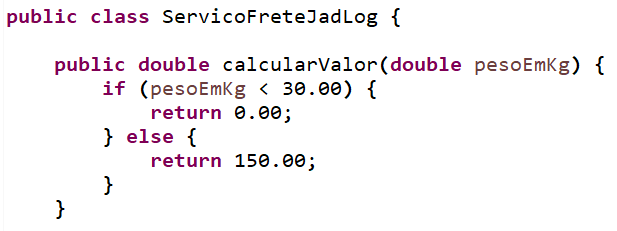 public class ServicoFreteJadLog {
public double calcularValor(double pesoEmKg) {
if (pesoEmKg < 30.00) {
return 0.00;
} else {
return 150.00;
}
}